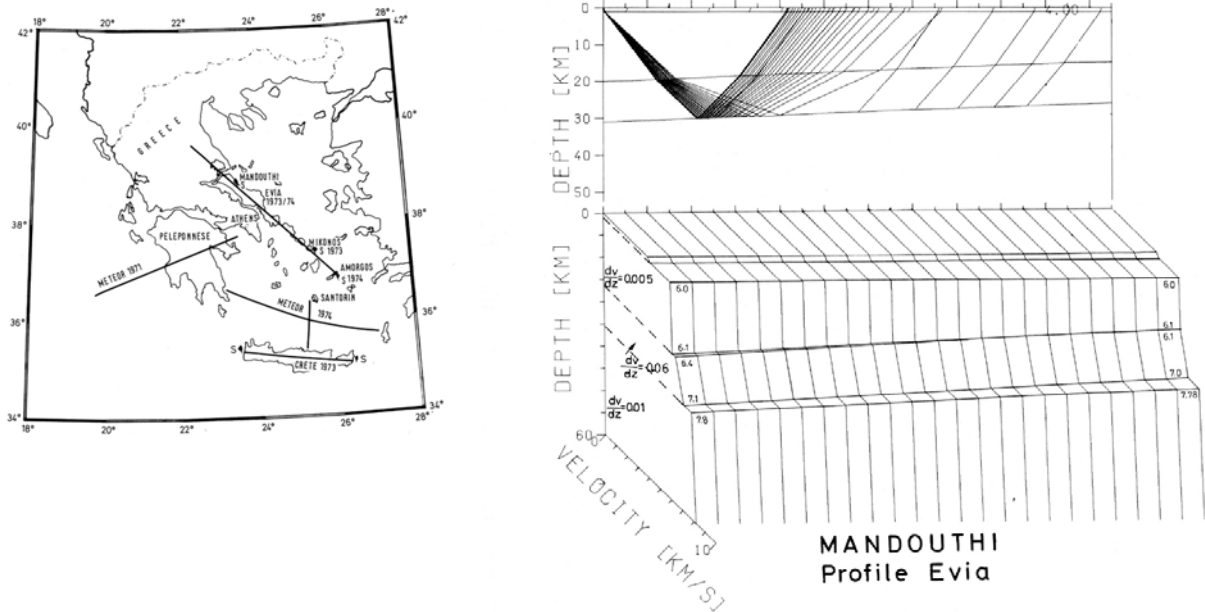 18° 20° 22° 24° 26° 28°
42° 42°
40° 40°
38° 38°
36° 36°
34° 34°
18° 20° 22° 24° 26° 28°
GREECE
MANDOUTHI
S
EVIA
1973/74
ATHENS
PELEPONNESE
MIKONOS
S 1973
AMORGOS
S 1974
SANTORIN
METEOR 1971
METEOR 1974
S S
CRETE 1973
0
10
20
30
40
50
DEPTH [KM]
4.00
0
DEPTH [KM]
60
dv/dz=0.005
dv/dz=0.06
dv/dz=0.01
6.0 6.0
6.1 6.1
6.4 6.1
7.1 7.0
7.8 7.78
0
VELOCITY [KM/S]
10
MANDOUTHI
Profile Evia